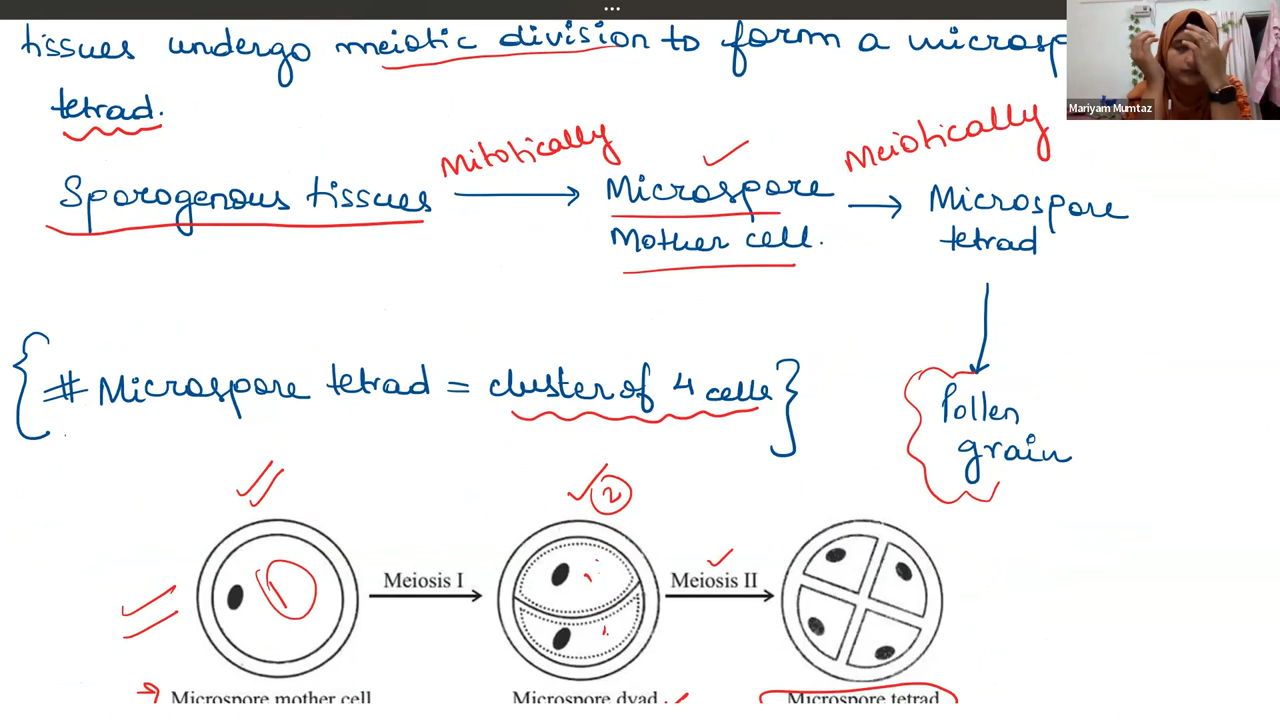 tissues undergo meiotic division to form a microsp
tetrad.
Mariyam Mumtaz
Mitotically
Meiotically
Sporogenous tissues → Microspore → Microspore
Mother cell. tetrad
{ # Microspore tetrad = cluster of 4 cells }
Pollen
grain
2
1
Meiosis I
Meiosis II
Microspore mother cell
Microspore dyad
Microspore tetrad